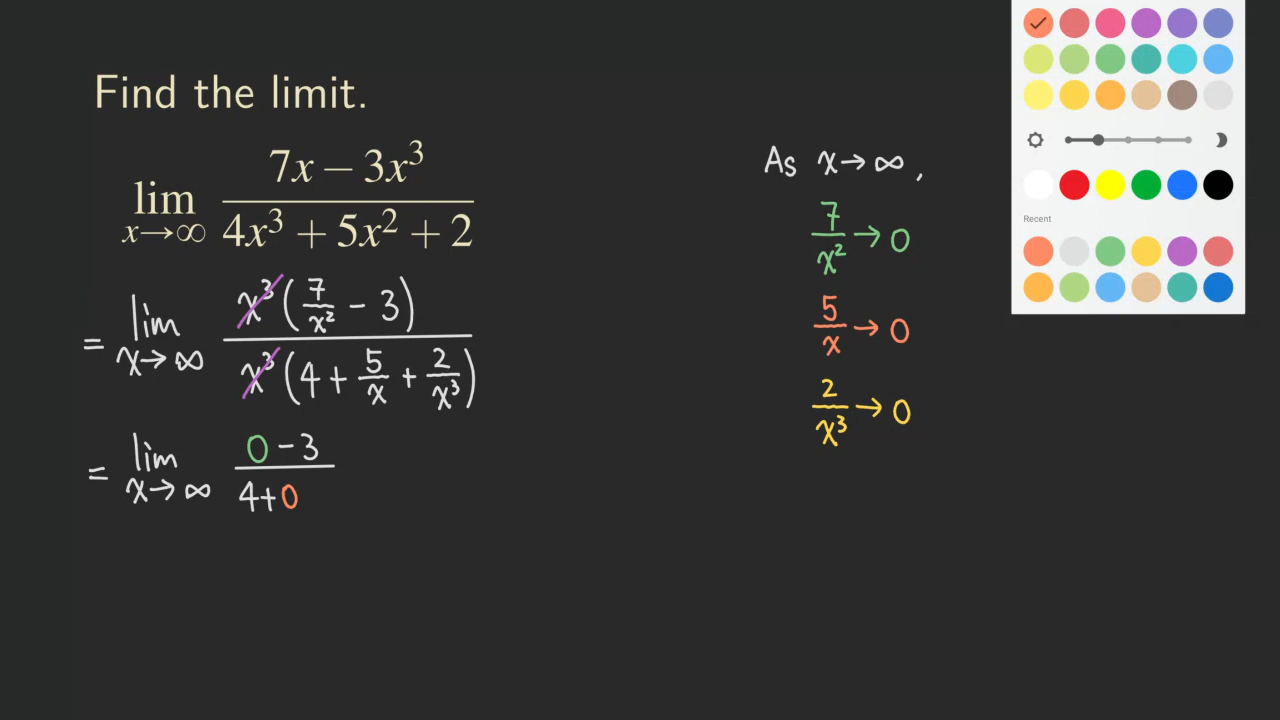 Find the limit.
lim x→∞ (7x − 3x³)/(4x³ + 5x² + 2)
= lim x→∞ x³(7/x² − 3)/x³(4 + 5/x + 2/x³)
= lim x→∞ (0 − 3)/(4+0
As x→∞,
7/x² → 0
5/x → 0
2/x³ → 0
Recent